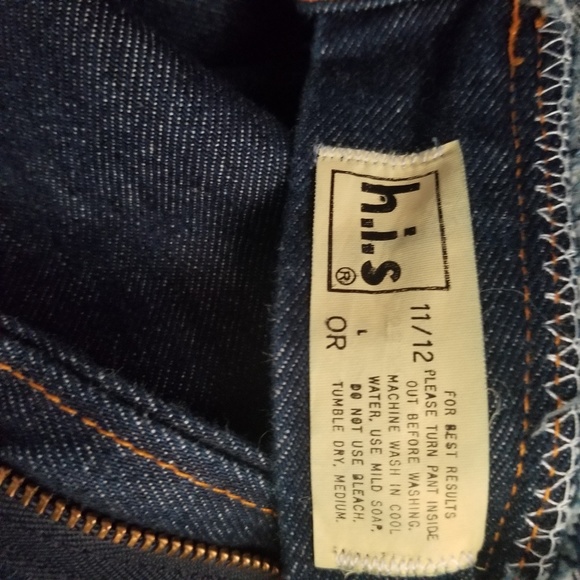 h.i.s®
11/12
L
OR
FOR BEST RESULTS
PLEASE TURN PANT INSIDE
OUT BEFORE WASHING.
MACHINE WASH IN COOL
WATER, USE MILD SOAP.
DO NOT USE BLEACH.
TUMBLE DRY, MEDIUM.